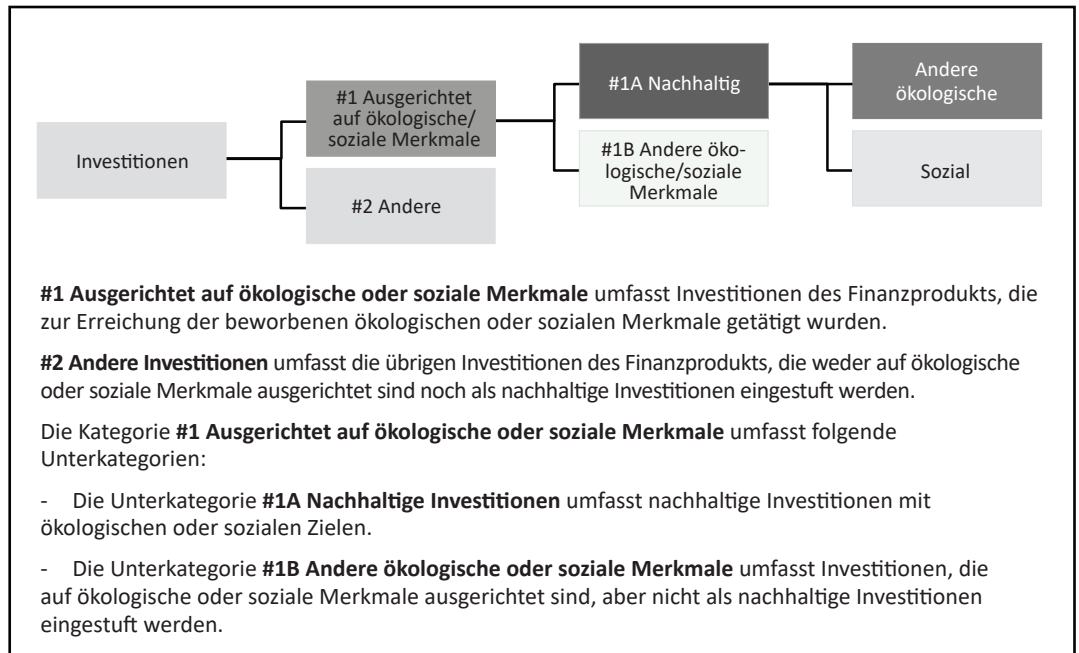 Investitionen
#1 Ausgerichtet
auf ökologische/
soziale Merkmale
#2 Andere
#1A Nachhaltig
#1B Andere öko-
logische/soziale
Merkmale
Andere
ökologische
Sozial
#1 Ausgerichtet auf ökologische oder soziale Merkmale umfasst Investitionen des Finanzprodukts, die
zur Erreichung der beworbenen ökologischen oder sozialen Merkmale getätigt wurden.
#2 Andere Investitionen umfasst die übrigen Investitionen des Finanzprodukts, die weder auf ökologische
oder soziale Merkmale ausgerichtet sind noch als nachhaltige Investitionen eingestuft werden.
Die Kategorie #1 Ausgerichtet auf ökologische oder soziale Merkmale umfasst folgende
Unterkategorien:
- Die Unterkategorie #1A Nachhaltige Investitionen umfasst nachhaltige Investitionen mit
ökologischen oder sozialen Zielen.
- Die Unterkategorie #1B Andere ökologische oder soziale Merkmale umfasst Investitionen, die
auf ökologische oder soziale Merkmale ausgerichtet sind, aber nicht als nachhaltige Investitionen
eingestuft werden.